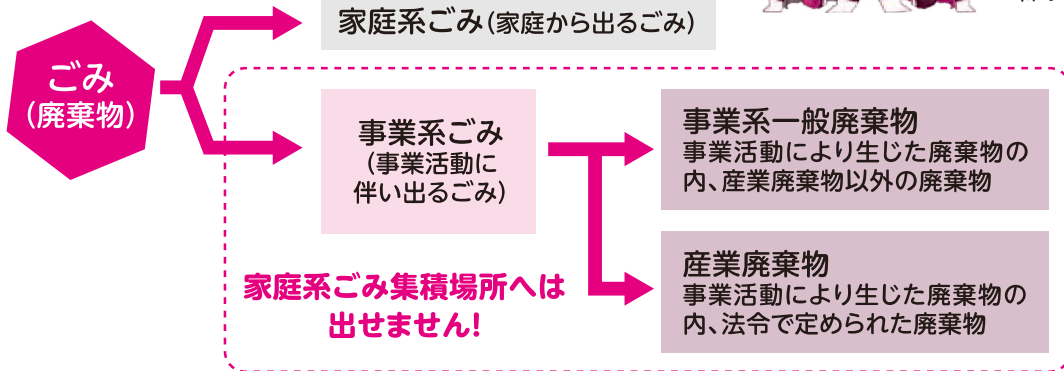 家庭系ごみ(家庭から出るごみ)
ごみ
(廃棄物)
事業系ごみ
(事業活動に
伴い出るごみ)
事業系一般廃棄物
事業活動により生じた廃棄物の
内、産業廃棄物以外の廃棄物
産業廃棄物
事業活動により生じた廃棄物の
内、法令で定められた廃棄物
家庭系ごみ集積場所へは
出せません!